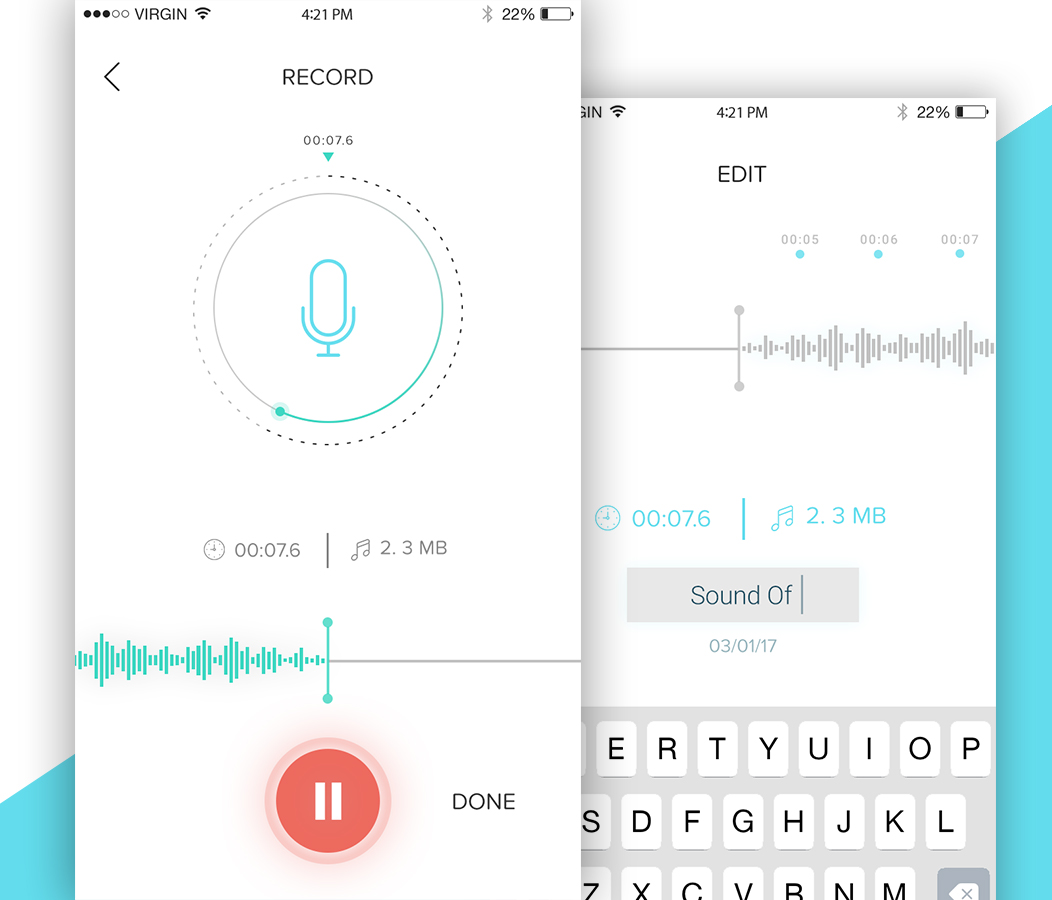 VIRGIN 4:21 PM 22%
RECORD
00:07.6
00:07.6 2. 3 MB
DONE
GIN 4:21 PM 22%
EDIT
00:05 00:06 00:07
00:07.6 2. 3 MB
Sound Of
03/01/17
E R T Y U I O P
S D F G H J K L
Z X C V B N M